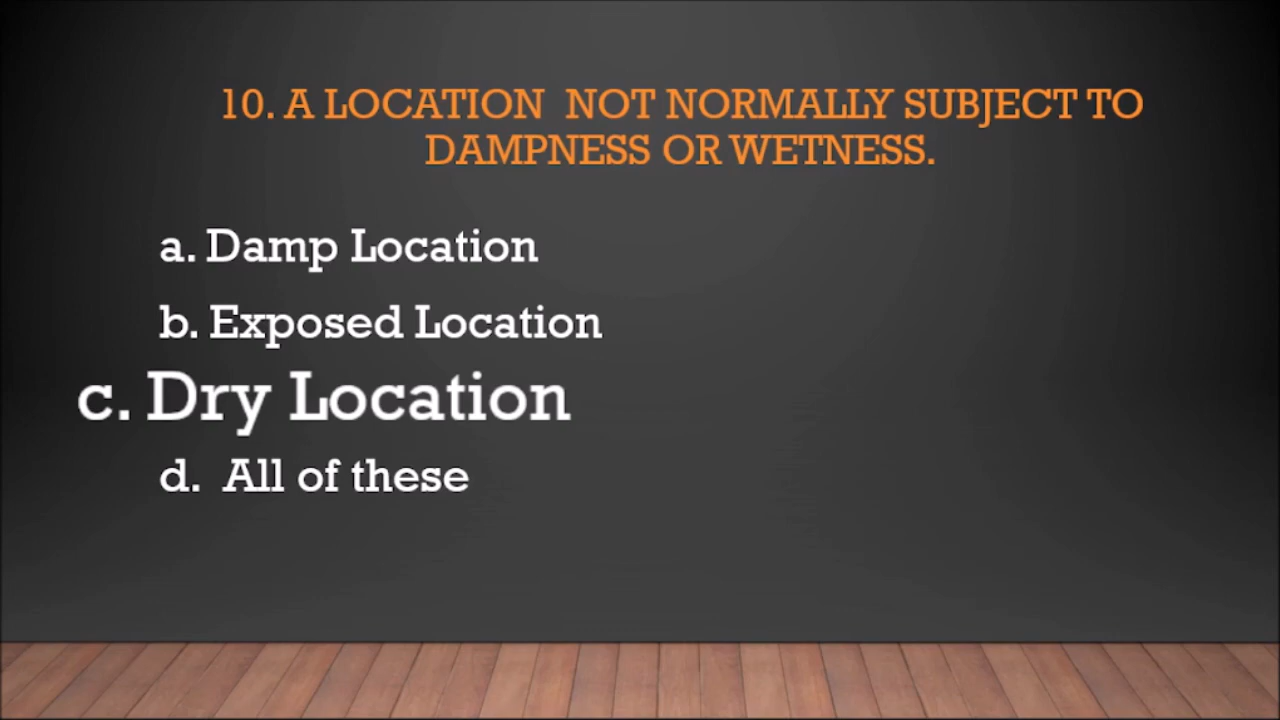 10. A LOCATION NOT NORMALLY SUBJECT TO
DAMPNESS OR WETNESS.
a. Damp Location
b. Exposed Location
c. Dry Location
d. All of these